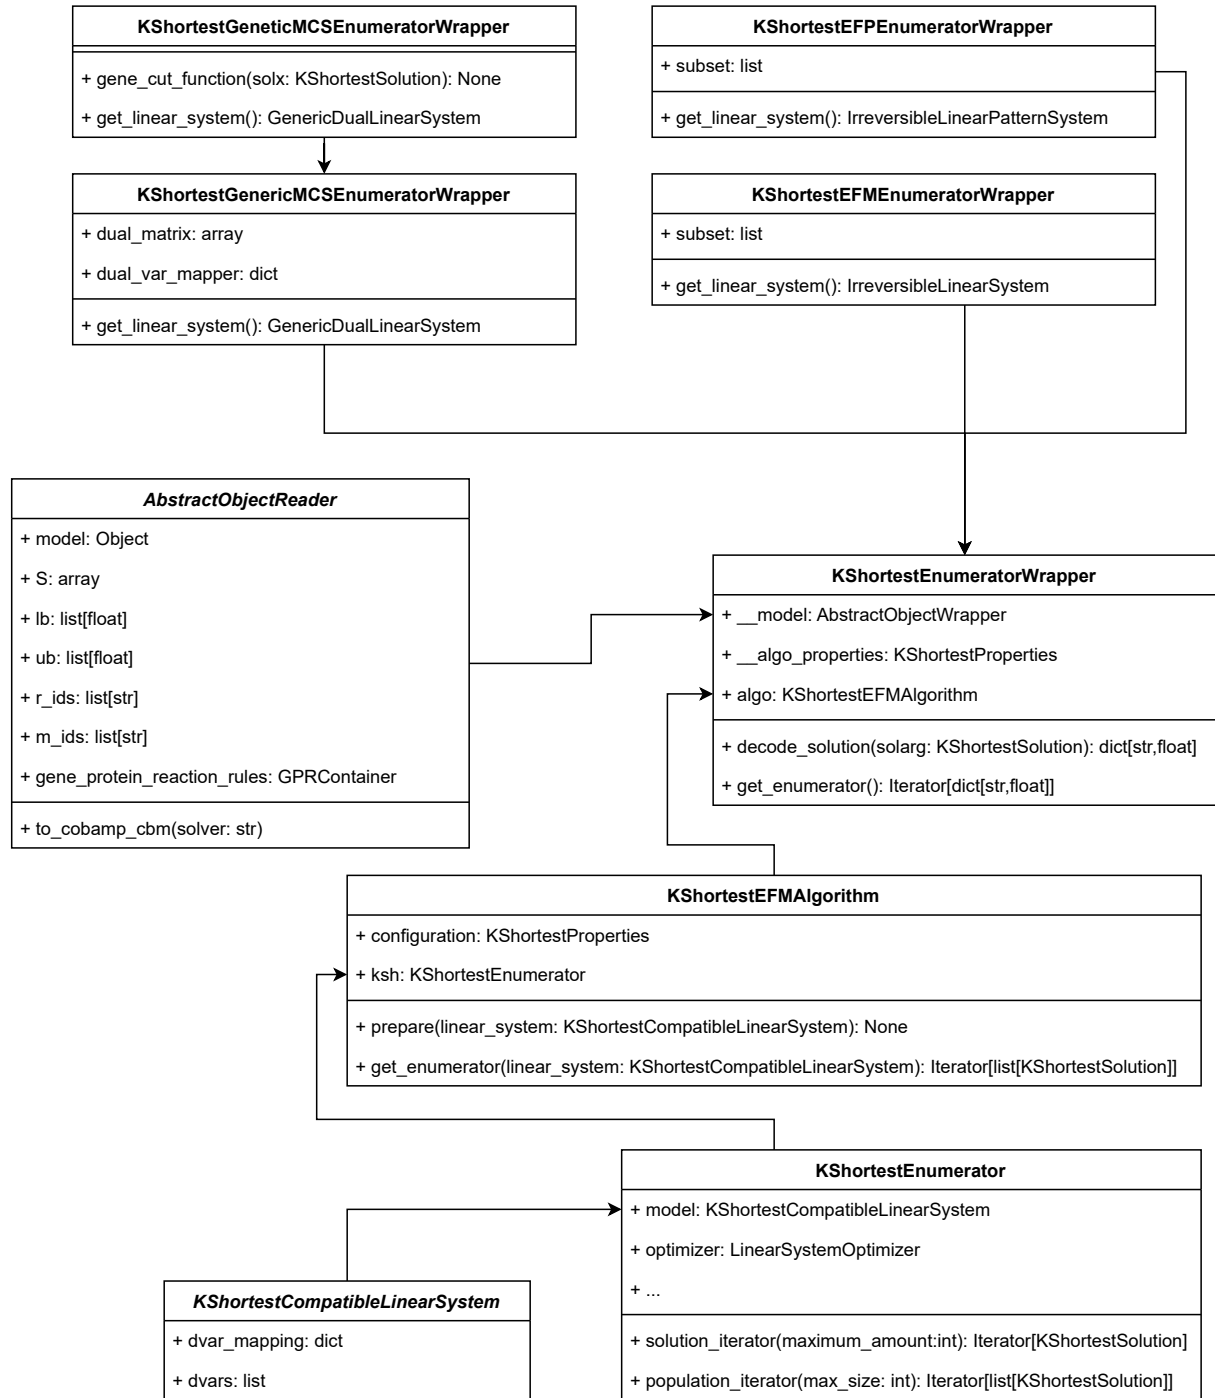 KShortestGeneticMCSEnumeratorWrapper
+ gene_cut_function(solx: KShortestSolution): None
+ get_linear_system(): GenericDualLinearSystem
KShortestEFPEnumeratorWrapper
+ subset: list
+ get_linear_system(): IrreversibleLinearPatternSystem
KShortestGenericMCSEnumeratorWrapper
+ dual_matrix: array
+ dual_var_mapper: dict
+ get_linear_system(): GenericDualLinearSystem
KShortestEFMEnumeratorWrapper
+ subset: list
+ get_linear_system(): IrreversibleLinearSystem
AbstractObjectReader
+ model: Object
+ S: array
+ lb: list[float]
+ ub: list[float]
+ r_ids: list[str]
+ m_ids: list[str]
+ gene_protein_reaction_rules: GPRContainer
+ to_cobamp_cbm(solver: str)
KShortestEnumeratorWrapper
+ __model: AbstractObjectWrapper
+ __algo_properties: KShortestProperties
+ algo: KShortestEFMAlgorithm
+ decode_solution(solarg: KShortestSolution): dict[str,float]
+ get_enumerator(): Iterator[dict[str,float]]
KShortestEFMAlgorithm
+ configuration: KShortestProperties
+ ksh: KShortestEnumerator
+ prepare(linear_system: KShortestCompatibleLinearSystem): None
+ get_enumerator(linear_system: KShortestCompatibleLinearSystem): Iterator[list[KShortestSolution]]
KShortestEnumerator
+ model: KShortestCompatibleLinearSystem
+ optimizer: LinearSystemOptimizer
+ ...
+ solution_iterator(maximum_amount:int): Iterator[KShortestSolution]
+ population_iterator(max_size: int): Iterator[list[KShortestSolution]]
KShortestCompatibleLinearSystem
+ dvar_mapping: dict
+ dvars: list